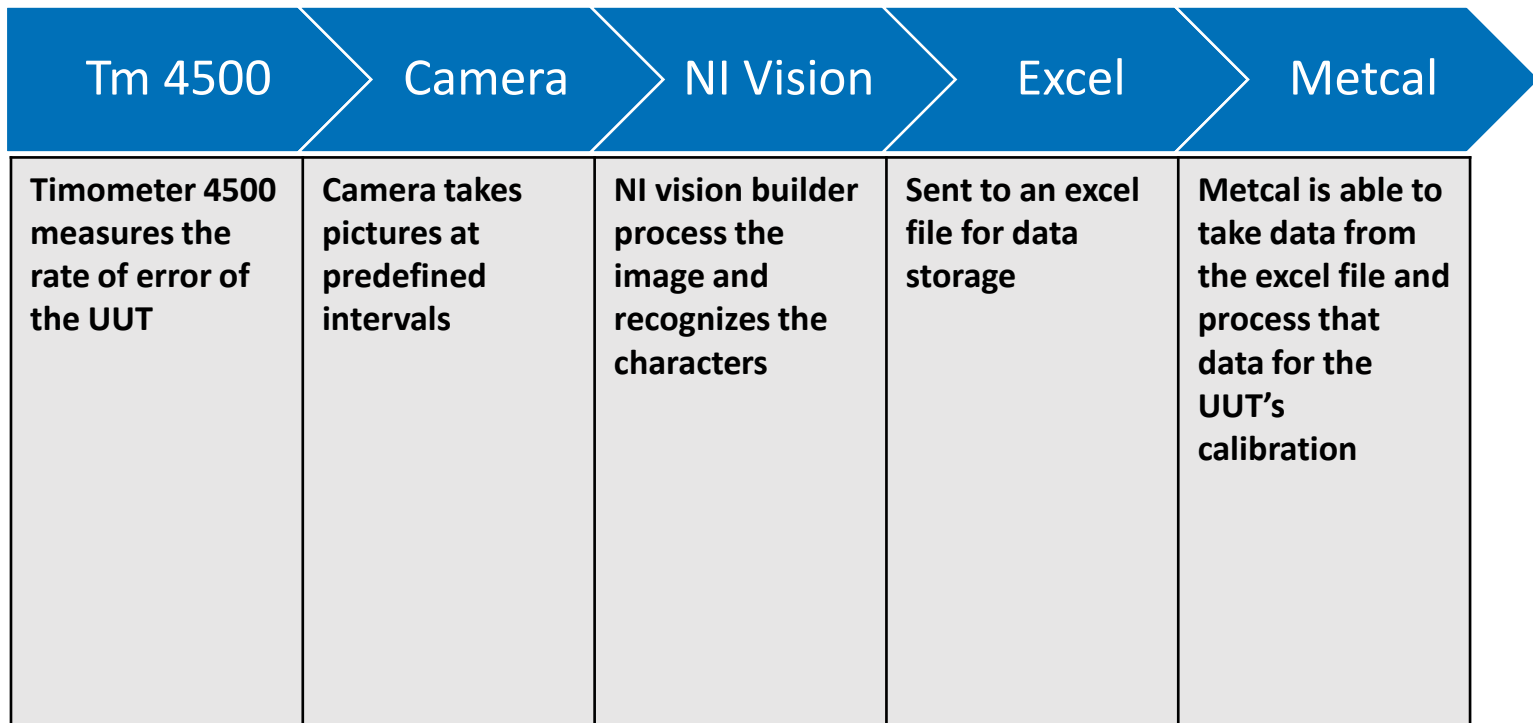 Tm 4500
Camera
NI Vision
Excel
Metcal
Timometer 4500
measures the
rate of error of
the UUT
Camera takes
pictures at
predefined
intervals
NI vision builder
process the
image and
recognizes the
characters
Sent to an excel
file for data
storage
Metcal is able to
take data from
the excel file and
process that
data for the
UUT’s
calibration